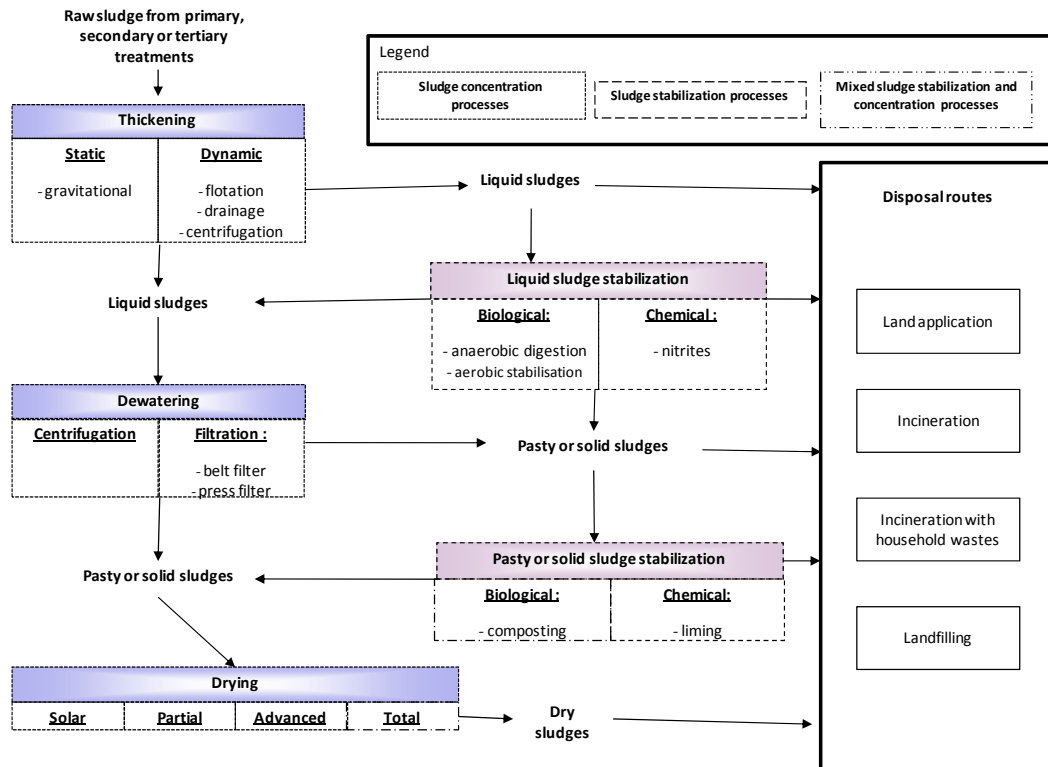 Raw sludge from primary,
secondary or tertiary
treatments
Legend
Sludge concentration
processes
Sludge stabilization processes
Mixed sludge stabilization and
concentration processes
Thickening
Static
- gravitational
Dynamic
- flotation
- drainage
- centrifugation
Liquid sludges
Disposal routes
Liquid sludges
Liquid sludge stabilization
Biological:
- anaerobic digestion
- aerobic stabilisation
Chemical :
- nitrites
Land application
Dewatering
Centrifugation
Filtration :
- belt filter
- press filter
Pasty or solid sludges
Incineration
Incineration with
household wastes
Pasty or solid sludges
Pasty or solid sludge stabilization
Biological :
- composting
Chemical:
- liming
Landfilling
Drying
Solar
Partial
Advanced
Total
Dry
sludges